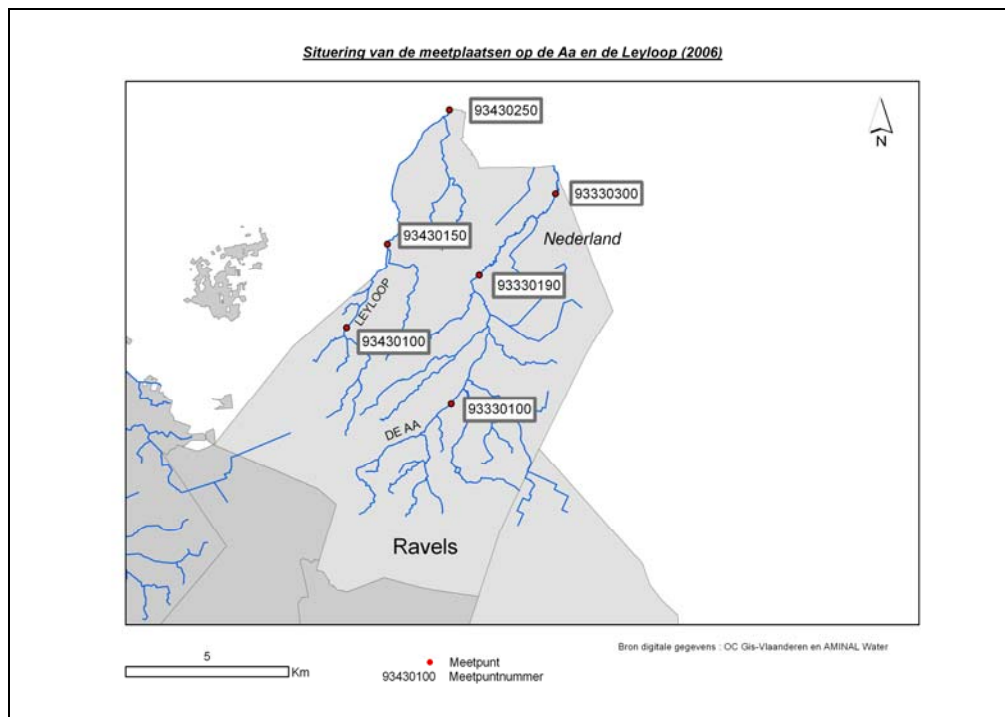 Situering van de meetplaatsen op de Aa en de Leyloop (2006)
93430250
N
93330300
Nederland
93430150
93330190
LEYLOOP
93430100
93330100
DE AA
Ravels
Bron digitale gegevens : OC Gis-Vlaanderen en AMINAL Water
5
Km
Meetpunt
93430100 Meetpuntnummer